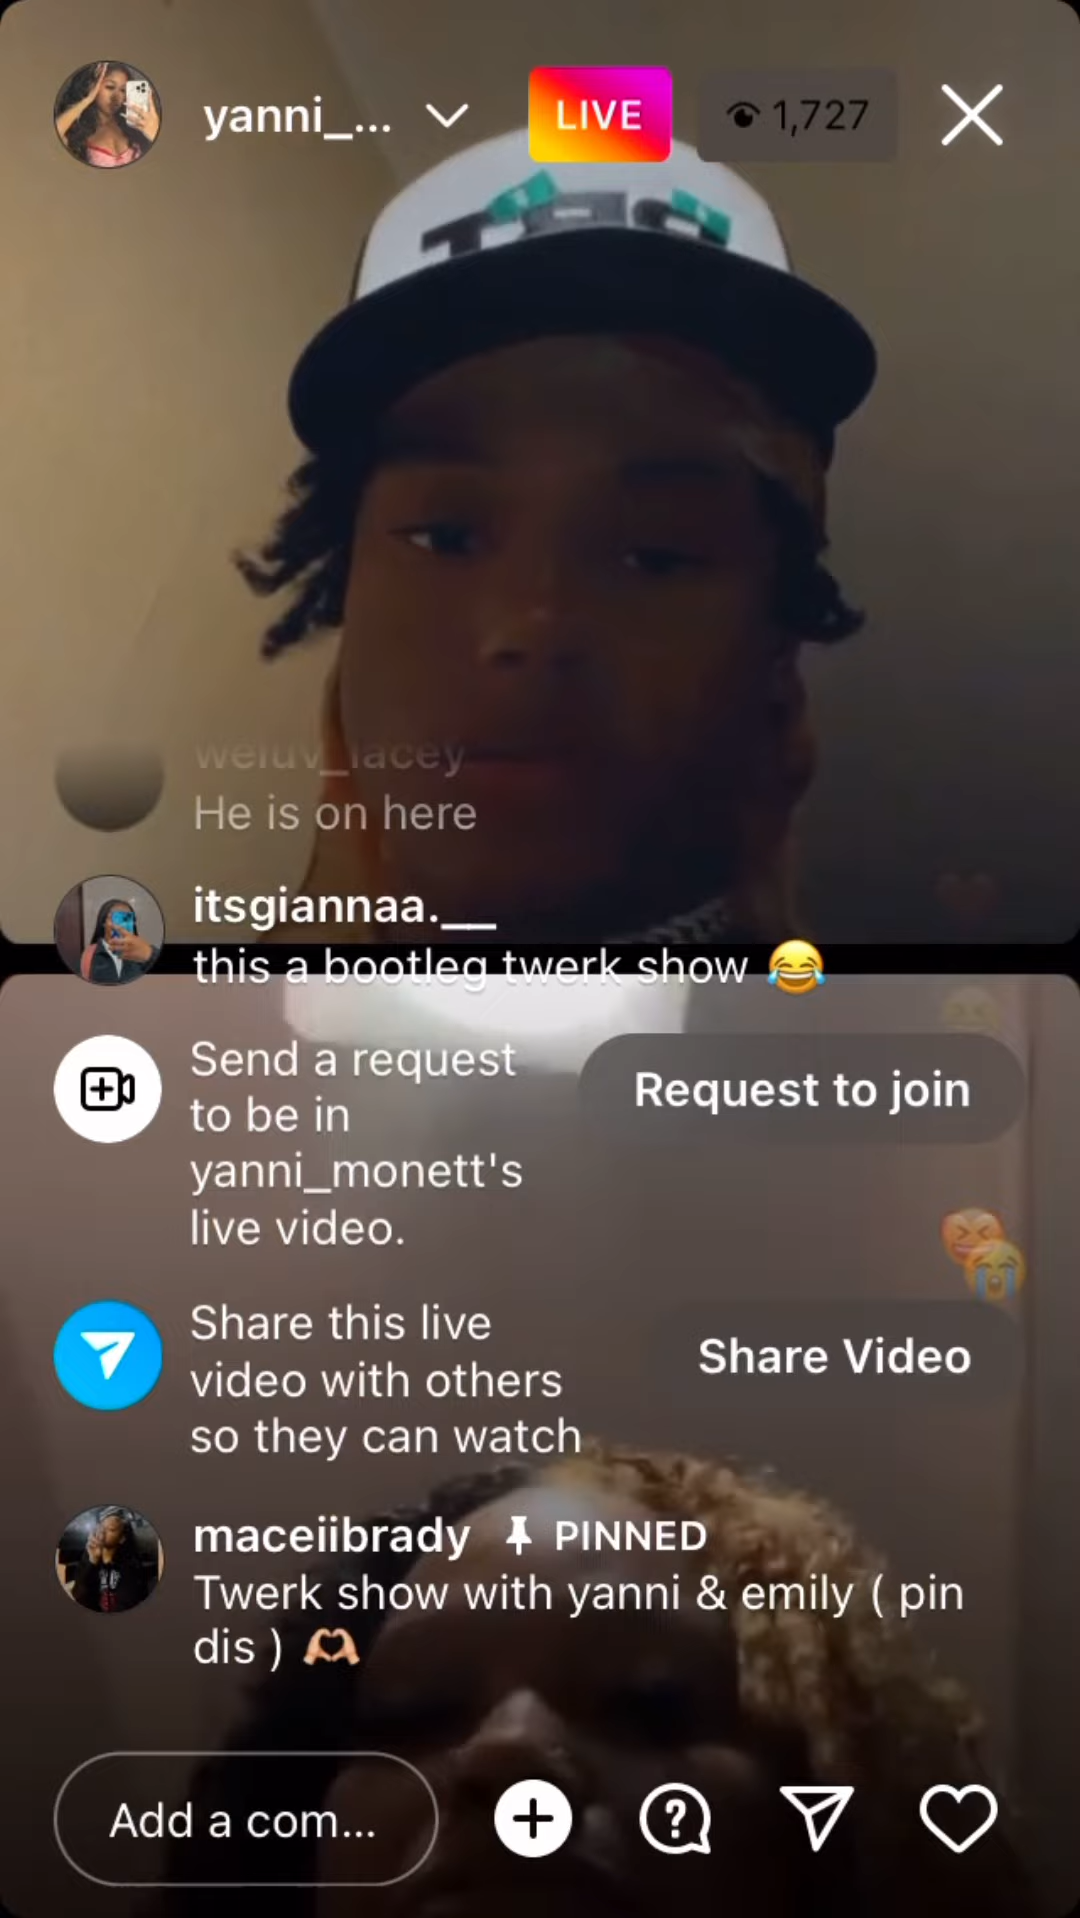 yanni_...
LIVE
1,727
weluv_lacey
He is on here
itsgiannaa.__
this a bootleg twerk show 😂
Send a request
to be in
yanni_monett's
live video.
Request to join
Share this live
video with others
so they can watch
Share Video
maceiibrady PINNED
Twerk show with yanni & emily ( pin
dis ) 🫶🏻
Add a com...